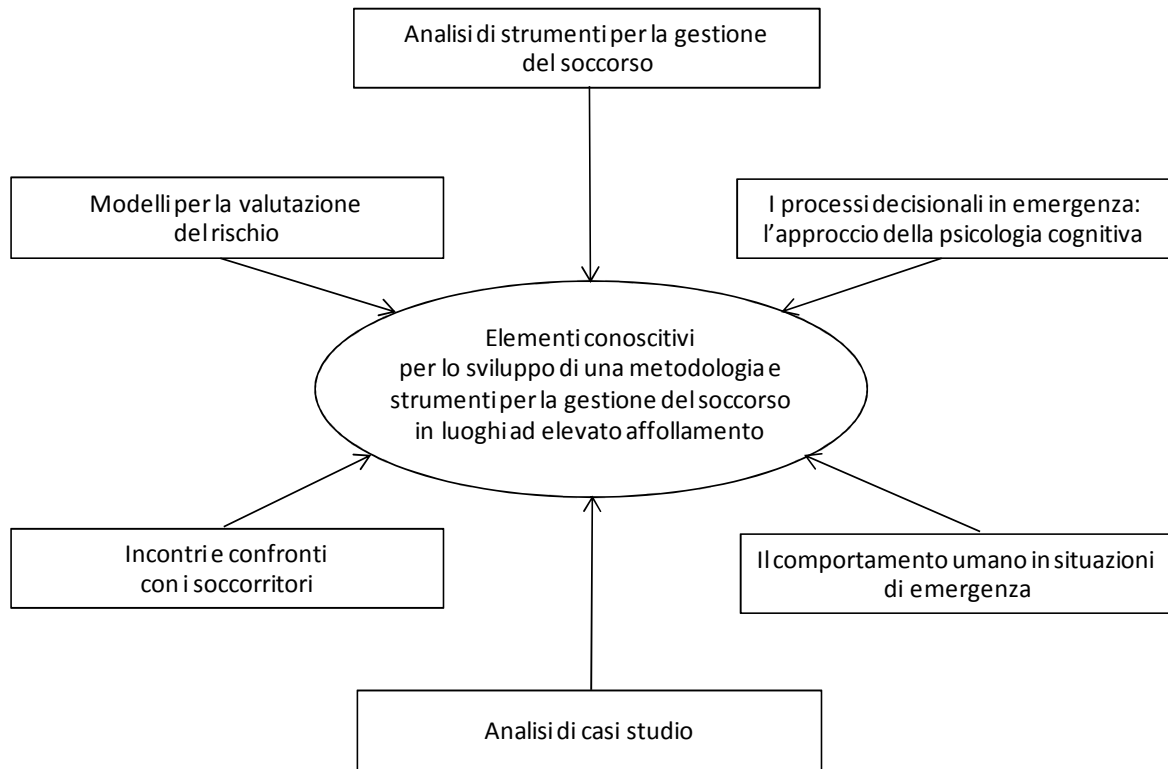 Analisi di strumenti per la gestione
del soccorso
Modelli per la valutazione
del rischio
I processi decisionali in emergenza:
l’approccio della psicologia cognitiva
Elementi conoscitivi
per lo sviluppo di una metodologia e
strumenti per la gestione del soccorso
in luoghi ad elevato affollamento
Incontri e confronti
con i soccorritori
Il comportamento umano in situazioni
di emergenza
Analisi di casi studio